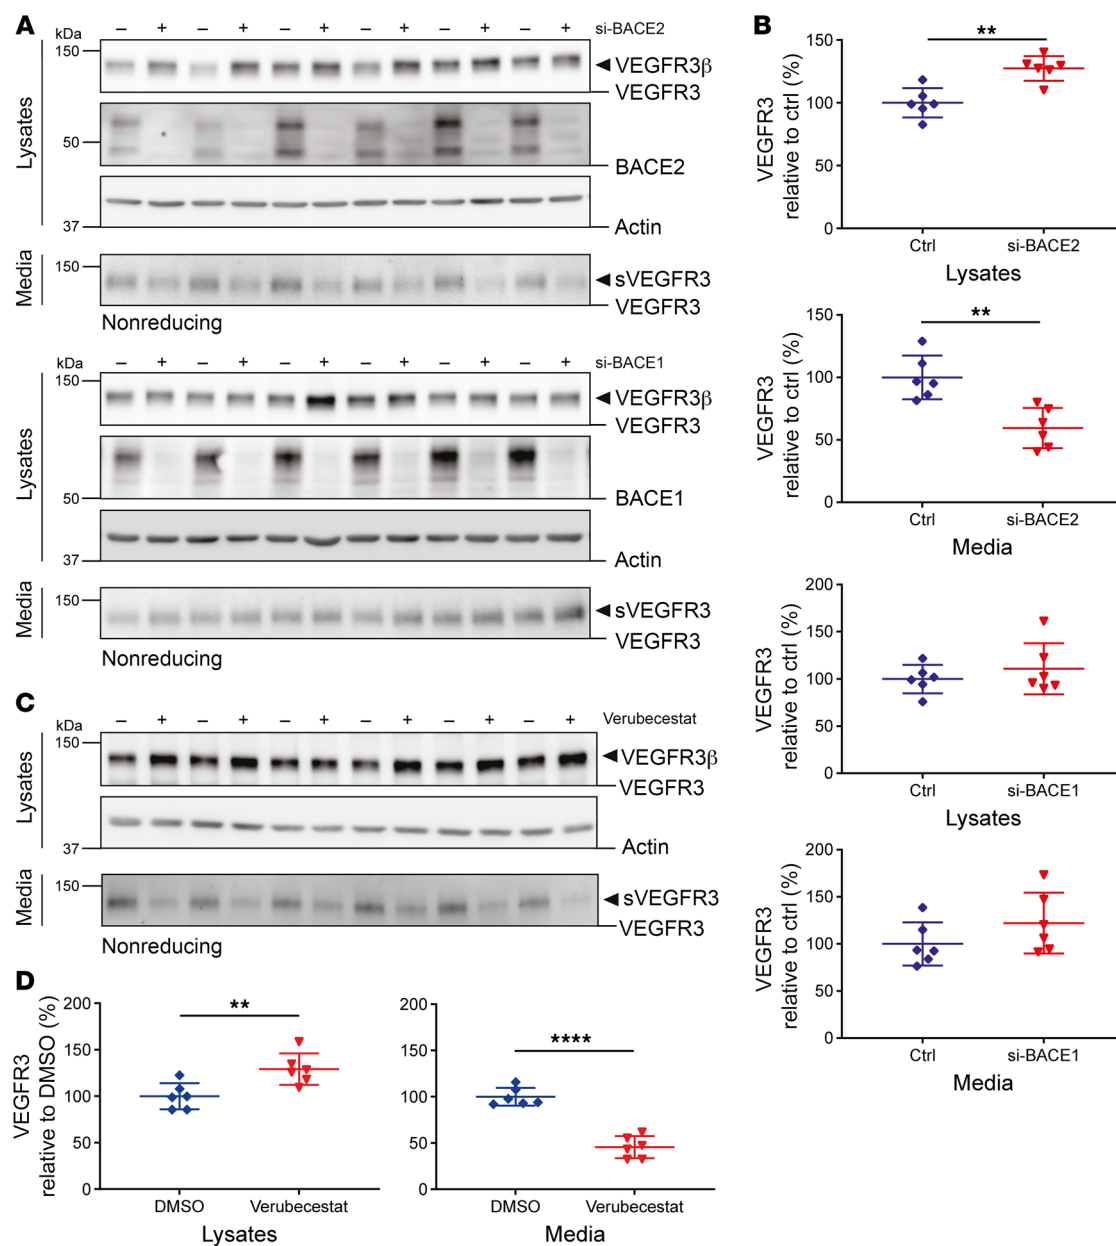 A
kDa
– + – + – + – + – + – + si-BACE2
Lysates
150
VEGFR3β
VEGFR3
50
BACE2
37
Actin
Media
150
sVEGFR3
VEGFR3
Nonreducing
kDa
– + – + – + – + – + – + si-BACE1
Lysates
150
VEGFR3β
VEGFR3
50
BACE1
37
Actin
Media
150
sVEGFR3
VEGFR3
Nonreducing
B
VEGFR3
relative to ctrl (%)
150
100
50
0
**
Ctrl si-BACE2
Lysates
VEGFR3
relative to ctrl (%)
150
100
50
0
**
Ctrl si-BACE2
Media
VEGFR3
relative to ctrl (%)
200
150
100
50
0
Ctrl si-BACE1
Lysates
VEGFR3
relative to ctrl (%)
200
150
100
50
0
Ctrl si-BACE1
Media
C
kDa
– + – + – + – + – + – + Verubecestat
Lysates
150
VEGFR3β
VEGFR3
37
Actin
Media
150
sVEGFR3
VEGFR3
Nonreducing
D
VEGFR3
relative to DMSO (%)
200
150
100
50
0
**
DMSO Verubecestat
Lysates
200
150
100
50
0
****
DMSO Verubecestat
Media